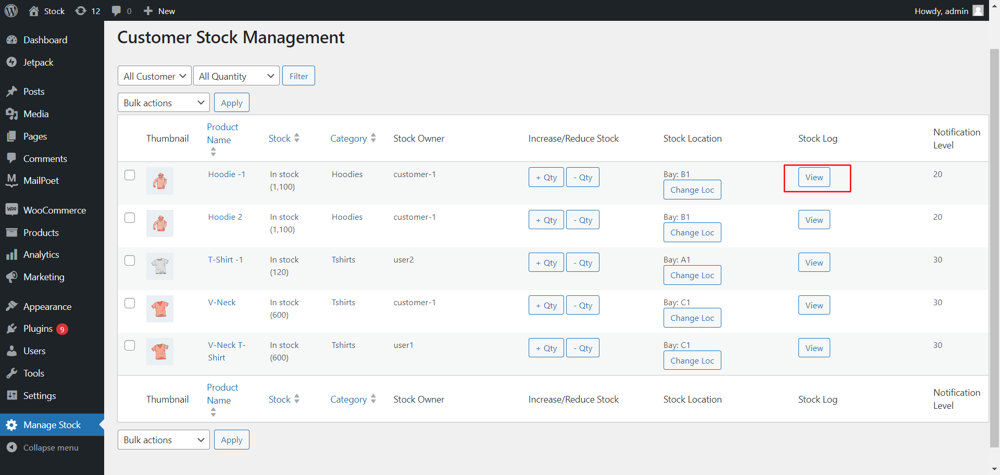 Stock 12 0 New Howdy, admin
Dashboard
Jetpack
Posts
Media
Pages
Comments
MailPoet
Woo WooCommerce
Products
Analytics
Marketing
Appearance
Plugins 9
Users
Tools
Settings
Manage Stock
Collapse menu
Customer Stock Management
All Customer All Quantity Filter
Bulk actions Apply
Thumbnail Product Name Stock Category Stock Owner Increase/Reduce Stock Stock Location Stock Log Notification Level
Hoodie -1 In stock (1,100) Hoodies customer-1 + Qty - Qty Bay: B1 Change Loc View 20
Hoodie 2 In stock (1,100) Hoodies customer-1 + Qty - Qty Bay: B1 Change Loc View 20
T-Shirt -1 In stock (120) Tshirts user2 + Qty - Qty Bay: A1 Change Loc View 30
V-Neck In stock (600) Tshirts customer-1 + Qty - Qty Bay: C1 Change Loc View 30
V-Neck T-Shirt In stock (600) Tshirts user1 + Qty - Qty Bay: C1 Change Loc View 30
Thumbnail Product Name Stock Category Stock Owner Increase/Reduce Stock Stock Location Stock Log Notification Level
Bulk actions Apply